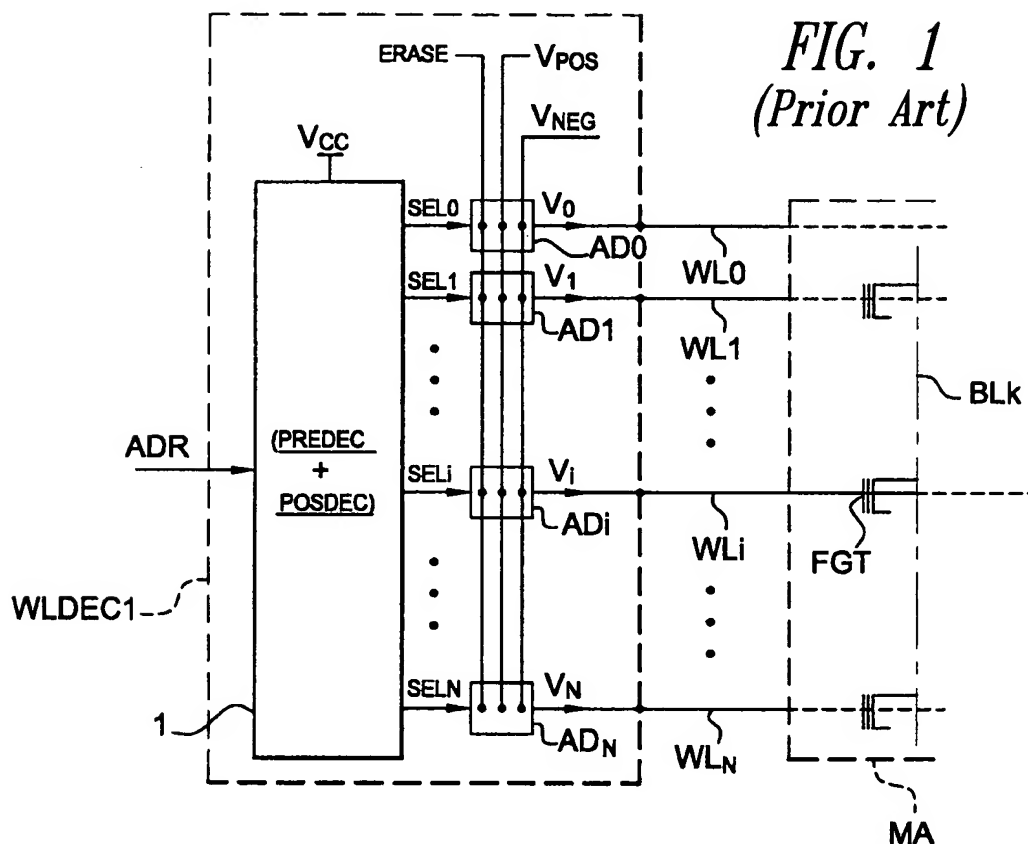 FIG. 1
(Prior Art)
ERASE
VPOS
VNEG
VCC
SEL0
V0
AD0
WL0
SEL1
V1
AD1
WL1
BLk
ADR
(PREDEC
+
POSDEC)
SELi
Vi
ADi
WLi
FGT
WLDEC1
SELN
VN
ADN
WLN
1
MA